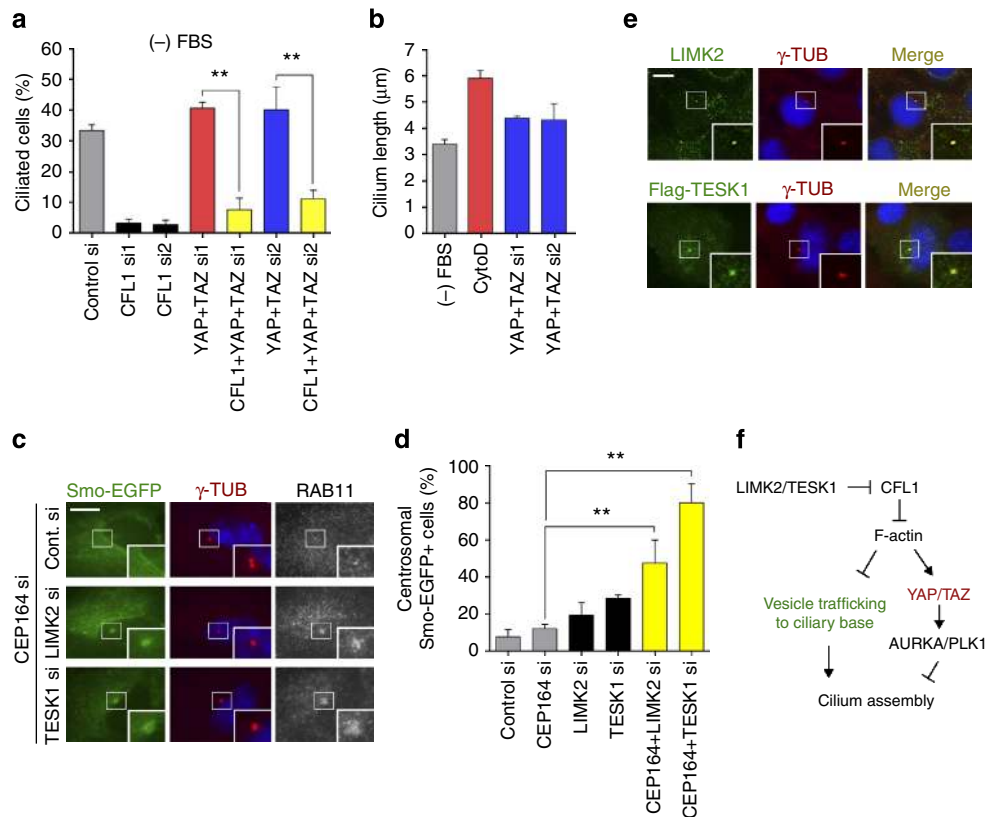 a
(–) FBS
Ciliated cells (%)
60
50
40
30
20
10
0
**
**
Control si
CFL1 si1
CFL1 si2
YAP+TAZ si1
CFL1+YAP+TAZ si1
YAP+TAZ si2
CFL1+YAP+TAZ si2
b
Cilium length (μm)
7
6
5
4
3
2
1
0
(–) FBS
CytoD
YAP+TAZ si1
YAP+TAZ si2
e
LIMK2
γ-TUB
Merge
Flag-TESK1
γ-TUB
Merge
c
Smo-EGFP
γ-TUB
RAB11
CEP164 si
Cont. si
LIMK2 si
TESK1 si
d
Centrosomal
Smo-EGFP+ cells (%)
100
80
60
40
20
0
**
**
Control si
CEP164 si
LIMK2 si
TESK1 si
CEP164+LIMK2 si
CEP164+TESK1 si
f
LIMK2/TESK1
CFL1
F-actin
Vesicle trafficking
to ciliary base
YAP/TAZ
AURKA/PLK1
Cilium assembly